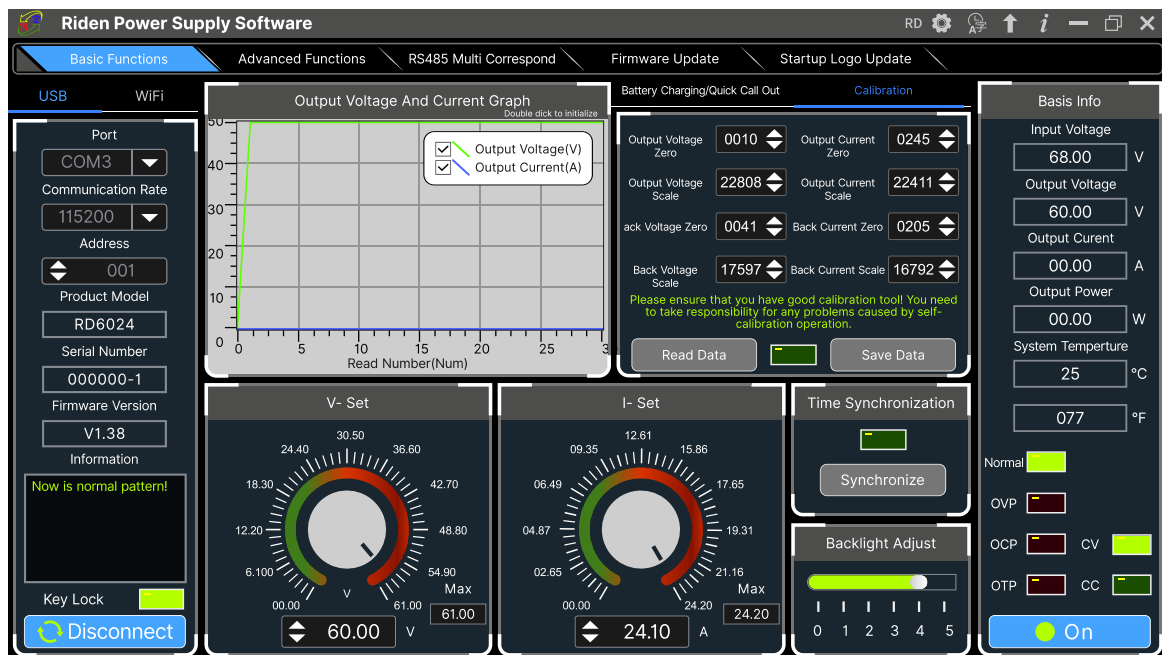 Riden Power Supply Software
RD
Basic Functions
Advanced Functions
RS485 Multi Correspond
Firmware Update
Startup Logo Update
USB
WiFi
Port
COM3
Communication Rate
115200
Address
001
Product Model
RD6024
Serial Number
000000-1
Firmware Version
V1.38
Information
Now is normal pattern!
Key Lock
Disconnect
Output Voltage And Current Graph
Double dick to initialize
50
40
30
20
10
0
Output Voltage(V)
Output Current(A)
0 5 10 15 20 25 3
Read Number(Num)
Battery Charging/Quick Call Out
Calibration
Output Voltage
Zero
0010
Output Current
Zero
0245
Output Voltage
Scale
22808
Output Current
Scale
22411
ack Voltage Zero
0041
Back Current Zero
0205
Back Voltage
Scale
17597
Back Current Scale
16792
Please ensure that you have good calibration tool! You need
to take responsibility for any problems caused by self-
calibration operation.
Read Data
Save Data
V- Set
30.50
24.40
36.60
18.30
42.70
12.20
48.80
6.100
54.90
00.00
V
61.00
Max
61.00
60.00 V
I- Set
12.61
09.35
15.86
06.49
17.65
04.87
19.31
02.65
21.16
00.00
24.20
Max
24.20
24.10 A
Time Synchronization
Synchronize
Backlight Adjust
0 1 2 3 4 5
Basis Info
Input Voltage
68.00 V
Output Voltage
60.00 V
Output Curent
00.00 A
Output Power
00.00 W
System Temperture
25 °C
077 °F
Normal
OVP
OCP
CV
OTP
CC
On